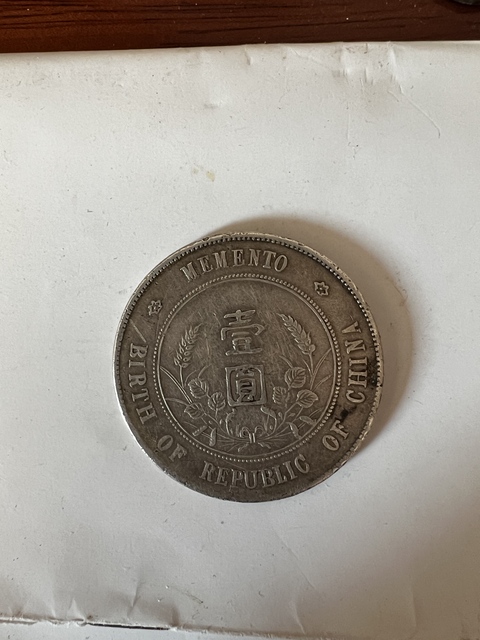 MEMENTO
壹
圓
BIRTH OF REPUBLIC OF CHINA